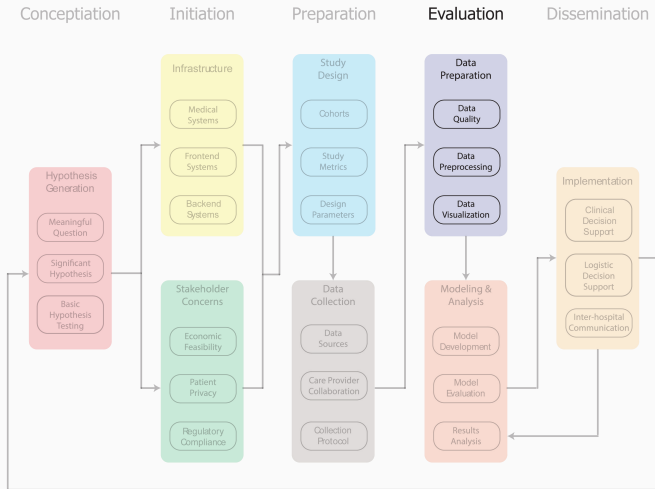 Conceptiation
Initiation
Preparation
Evaluation
Dissemination
Hypothesis
Generation
Meaningful
Question
Significant
Hypothesis
Basic
Hypothesis
Testing
Infrastructure
Medical
Systems
Frontend
Systems
Backend
Systems
Stakeholder
Concerns
Economic
Feasibility
Patient
Privacy
Regulatory
Compliance
Study
Design
Cohorts
Study
Metrics
Design
Parameters
Data
Collection
Data
Sources
Care Provider
Collaboration
Collection
Protocol
Data
Preparation
Data
Quality
Data
Preprocessing
Data
Visualization
Modeling &
Analysis
Model
Development
Model
Evaluation
Results
Analysis
Implementation
Clinical
Decision
Support
Logistic
Decision
Support
Inter-hospital
Communication